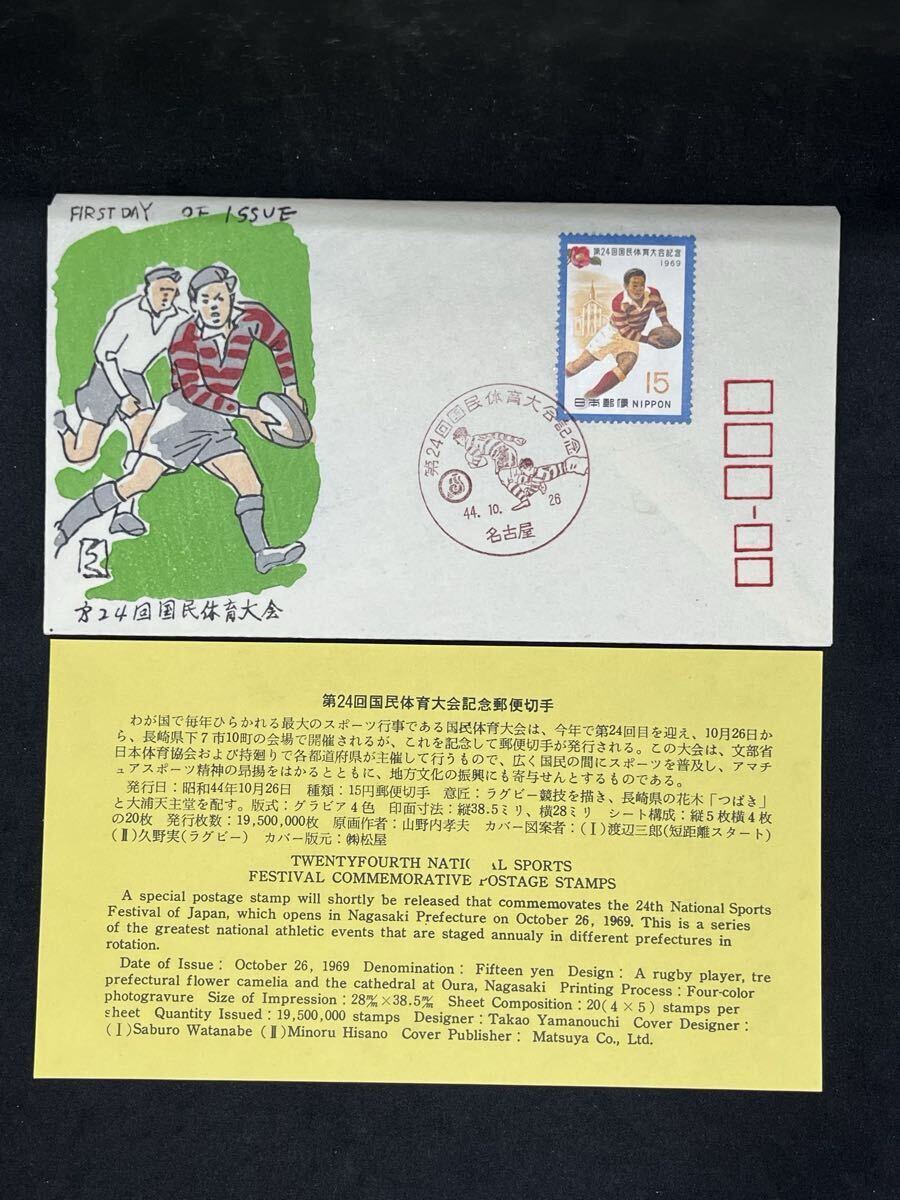 FIRST DAY OF ISSUE
第24回国民体育大会記念
1969
15
日本郵便 NIPPON
第24回国民体育大会記念
44. 10. 26
名古屋
㐧24回国民体育大会
第24回国民体育大会記念郵便切手
わが国で毎年ひらかれる最大のスポーツ行事である国民体育大会は、今年で第24回目を迎え、10月26日か
ら、長崎県下7市10町の会場で開催されるが、これを記念して郵便切手が発行される。この大会は、文部省
日本体育協会および持廻りで各都道府県が主催して行うもので、広く国民の間にスポーツを普及し、アマチ
ュアスポーツ精神の昂揚をはかるとともに、地方文化の振興にも寄与せんとするものである。
発行日：昭和44年10月26日 種類：15円郵便切手 意匠：ラグビー競技を描き、長崎県の花木「つばき」
と大浦天主堂を配す。版式：グラビア4色 印面寸法：縦38.5ミリ、横28ミリ シート構成：縦5枚横4枚
の20枚 発行枚数：19,500,000枚 原画作者：山野内孝夫 カバー図案者：(Ⅰ)渡辺三郎(短距離スタート)
(Ⅱ)久野実(ラグビー) カバー版元：㈱松屋
TWENTYFOURTH NATIONAL SPORTS
FESTIVAL COMMEMORATIVE POSTAGE STAMPS
A special postage stamp will shortly be released that commemovates the 24th National Sports
Festival of Japan, which opens in Nagasaki Prefecture on October 26, 1969. This is a series
of the greatest national athletic events that are staged annualy in different prefectures in
rotation.
Date of Issue: October 26, 1969 Denomination: Fifteen yen Design: A rugby player, tre
prefectural flower camelia and the cathedral at Oura, Nagasaki Printing Process: Four-color
photogravure Size of Impression: 28m/m×38.5m/m Sheet Composition: 20(4×5) stamps per
sheet Quantity Issued: 19,500,000 stamps Designer: Takao Yamanouchi Cover Designer:
(Ⅰ)Saburo Watanabe (Ⅱ)Minoru Hisano Cover Publisher: Matsuya Co., Ltd.